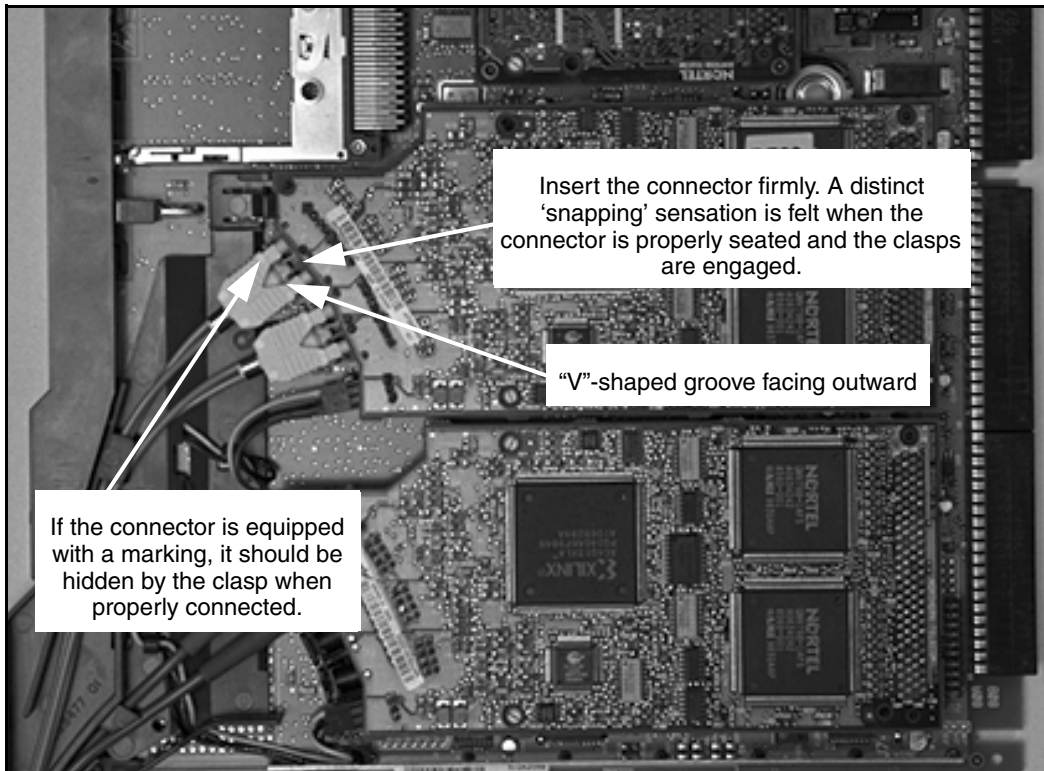 NORTEL
Insert the connector firmly. A distinct
‘snapping’ sensation is felt when the
connector is properly seated and the clasps
are engaged.
“V”-shaped groove facing outward
If the connector is equipped
with a marking, it should be
hidden by the clasp when
properly connected.
XILINX
NORTEL
NORTEL
NORTEL